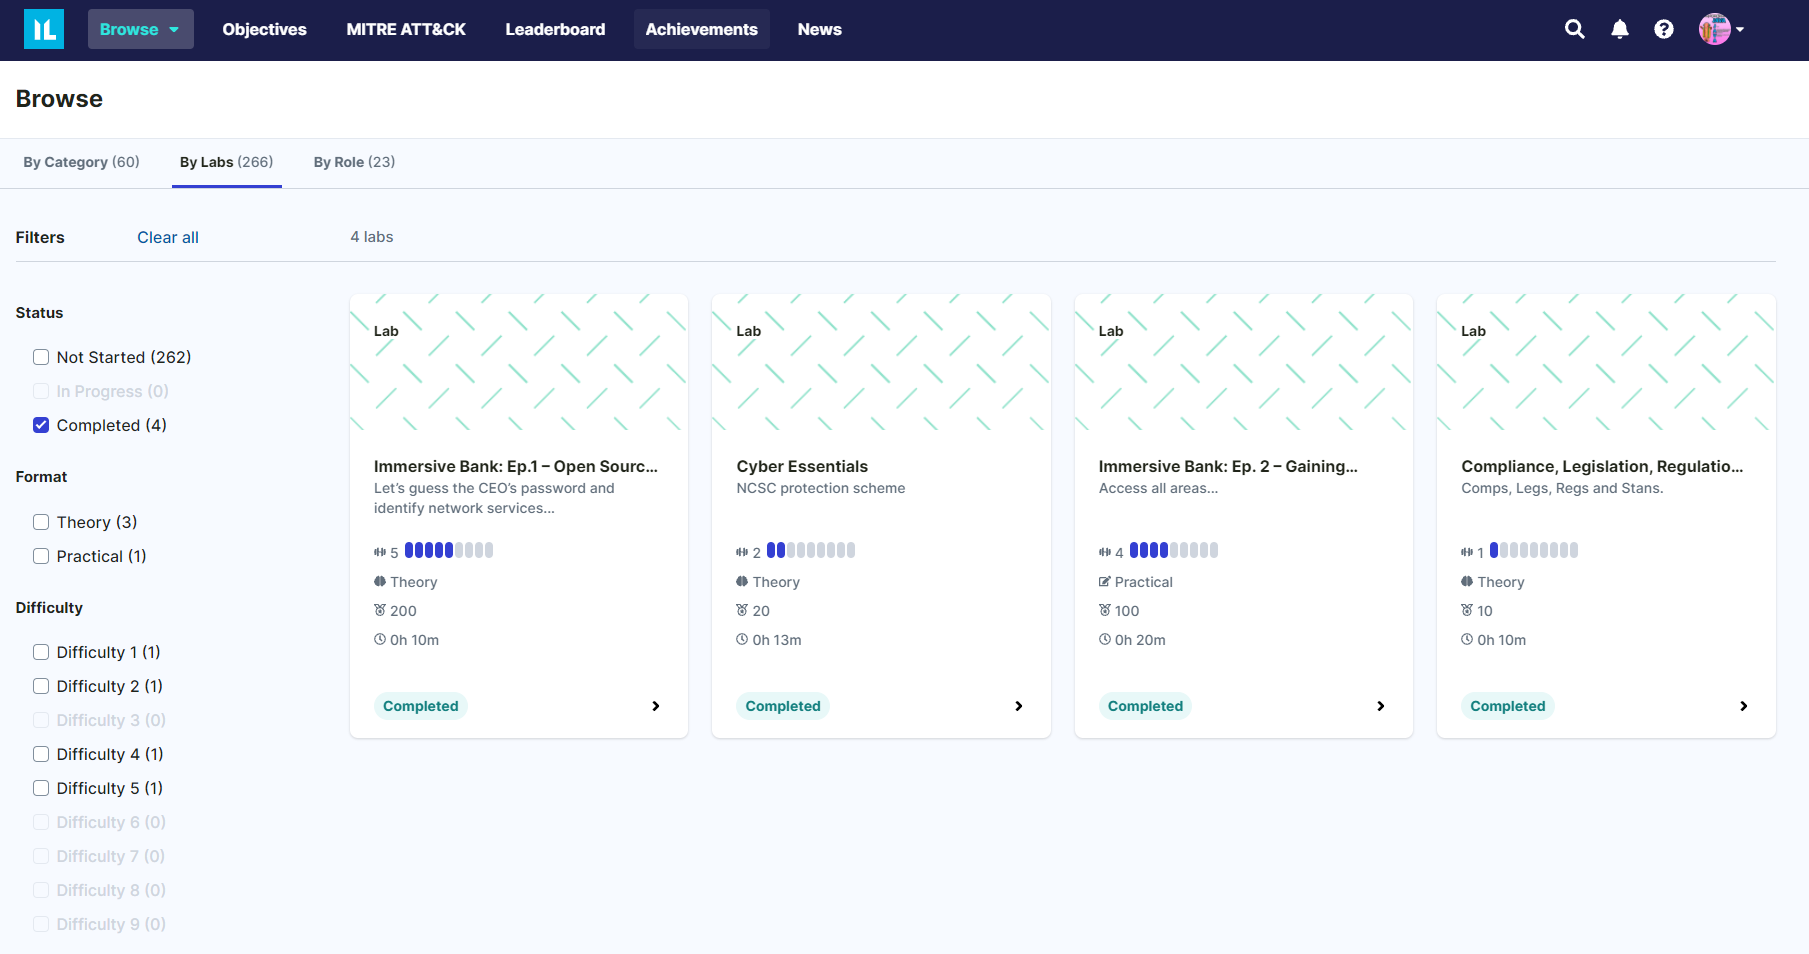 IL
Browse
Objectives
MITRE ATT&CK
Leaderboard
Achievements
News
Browse
By Category (60)
By Labs (266)
By Role (23)
Filters
Clear all
4 labs
Status
Not Started (262)
In Progress (0)
Completed (4)
Format
Theory (3)
Practical (1)
Difficulty
Difficulty 1 (1)
Difficulty 2 (1)
Difficulty 3 (0)
Difficulty 4 (1)
Difficulty 5 (1)
Difficulty 6 (0)
Difficulty 7 (0)
Difficulty 8 (0)
Difficulty 9 (0)
Lab
Immersive Bank: Ep.1 – Open Sourc...
Let’s guess the CEO’s password and
identify network services...
5
Theory
200
0h 10m
Completed
Lab
Cyber Essentials
NCSC protection scheme
2
Theory
20
0h 13m
Completed
Lab
Immersive Bank: Ep. 2 – Gaining...
Access all areas...
4
Practical
100
0h 20m
Completed
Lab
Compliance, Legislation, Regulatio...
Comps, Legs, Regs and Stans.
1
Theory
10
0h 10m
Completed